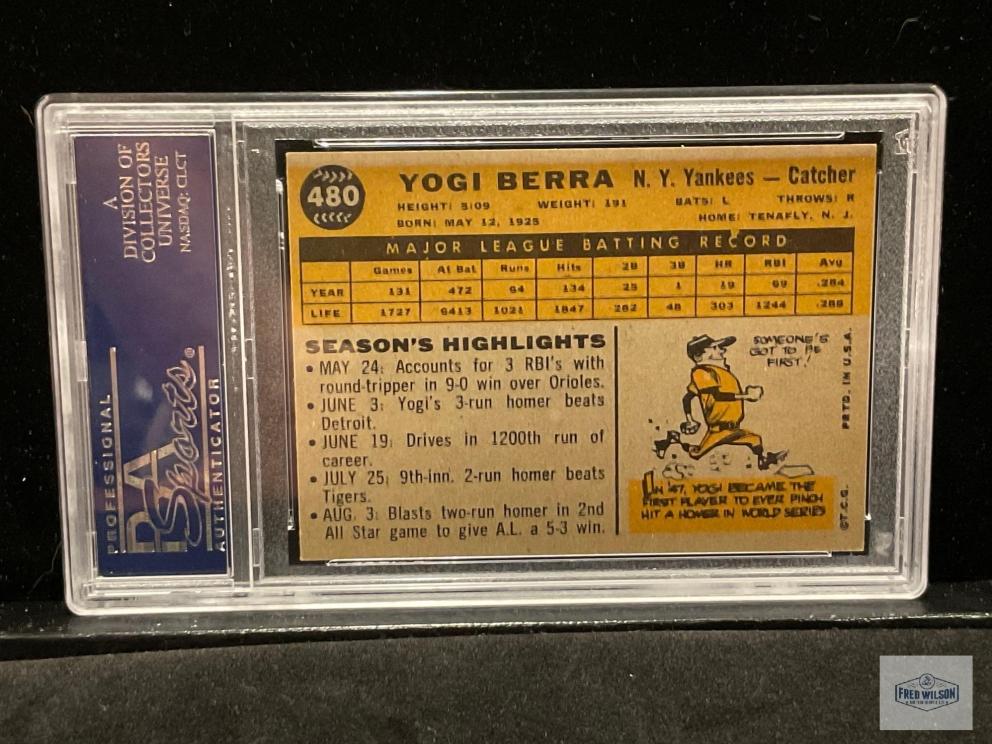 A
DIVISION OF
COLLECTORS
UNIVERSE
NASDAQ: CLCT
PROFESSIONAL
PSA
Sports®
AUTHENTICATOR
480
YOGI BERRA N. Y. Yankees — Catcher
HEIGHT: 5:09 WEIGHT: 191 BATS: L THROWS: R
BORN: MAY 12, 1925 HOME: TENAFLY, N. J.
MAJOR LEAGUE BATTING RECORD
Games At Bat Runs Hits 2B 3B HR RBI Avg
YEAR 131 472 64 134 25 1 19 69 .284
LIFE 1727 6413 1021 1847 282 48 303 1244 .288
SEASON'S HIGHLIGHTS
• MAY 24: Accounts for 3 RBI's with
round-tripper in 9-0 win over Orioles.
• JUNE 3: Yogi's 3-run homer beats
Detroit.
• JUNE 19: Drives in 1200th run of
career.
• JULY 25: 9th-inn. 2-run homer beats
Tigers.
• AUG. 3: Blasts two-run homer in 2nd
All Star game to give A.L. a 5-3 win.
SOMEONE'S
GOT TO BE
FIRST!
IN '47, YOGI BECAME THE
FIRST PLAYER TO EVER PINCH
HIT A HOMER IN WORLD SERIES
©T.C.G. PRTD. IN U.S.A.
FRED WILSON